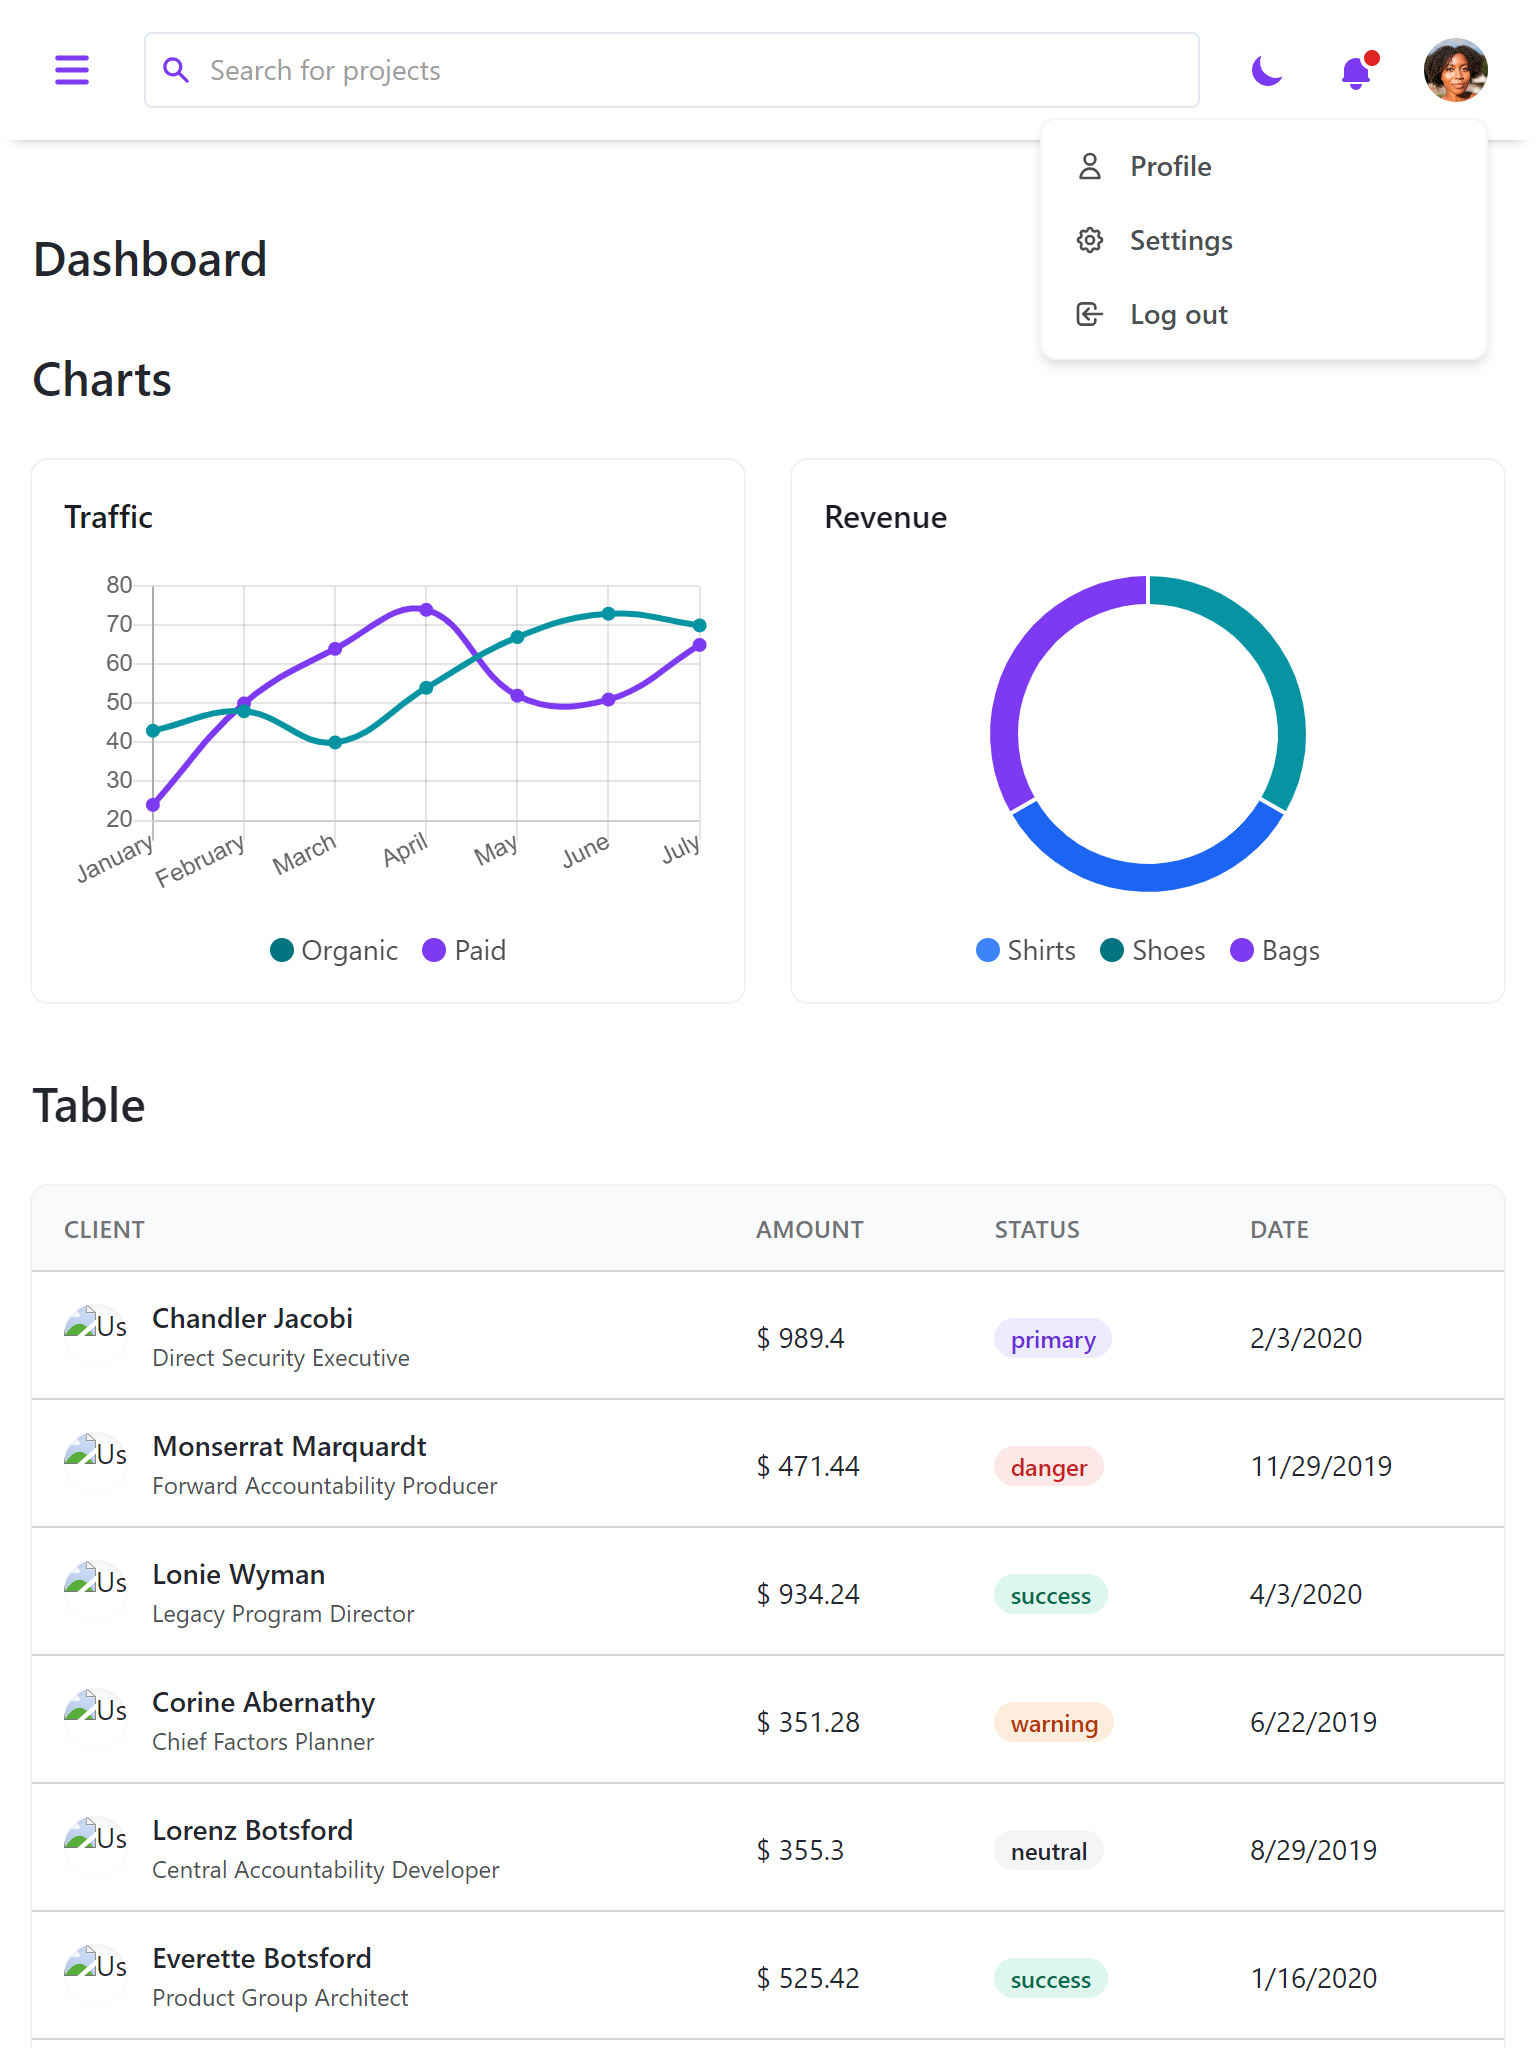 Search for projects
Profile
Settings
Log out
Dashboard
Charts
Traffic
80
70
60
50
40
30
20
January February March April May June July
Organic Paid
Revenue
Shirts Shoes Bags
Table
CLIENT AMOUNT STATUS DATE
Us Chandler Jacobi
Direct Security Executive
$ 989.4 primary 2/3/2020
Us Monserrat Marquardt
Forward Accountability Producer
$ 471.44 danger 11/29/2019
Us Lonie Wyman
Legacy Program Director
$ 934.24 success 4/3/2020
Us Corine Abernathy
Chief Factors Planner
$ 351.28 warning 6/22/2019
Us Lorenz Botsford
Central Accountability Developer
$ 355.3 neutral 8/29/2019
Us Everette Botsford
Product Group Architect
$ 525.42 success 1/16/2020